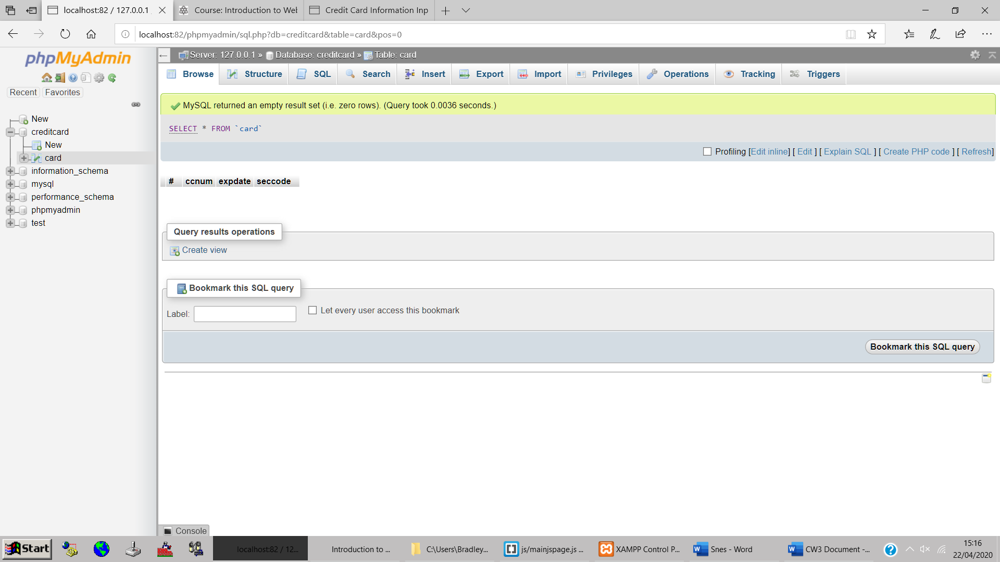 localhost:82 / 127.0.0.1
Course: Introduction to Web
Credit Card Information Inp
localhost:82/phpmyadmin/sql.php?db=creditcard&table=card&pos=0
phpMyAdmin
Recent Favorites
New
creditcard
New
card
information_schema
mysql
performance_schema
phpmyadmin
test
Server: 127.0.0.1 » Database: creditcard » Table: card
Browse Structure SQL Search Insert Export Import Privileges Operations Tracking Triggers
MySQL returned an empty result set (i.e. zero rows). (Query took 0.0036 seconds.)
SELECT * FROM `card`
Profiling [Edit inline] [ Edit ] [ Explain SQL ] [ Create PHP code ] [ Refresh]
# ccnum expdate seccode
Query results operations
Create view
Bookmark this SQL query
Label: Let every user access this bookmark
Bookmark this SQL query
Console
Start localhost:82 / 12... Introduction to ... C:\Users\Bradley... js/mainjspage.js ... XAMPP Control P... Snes - Word CW3 Document -... 15:16
22/04/2020